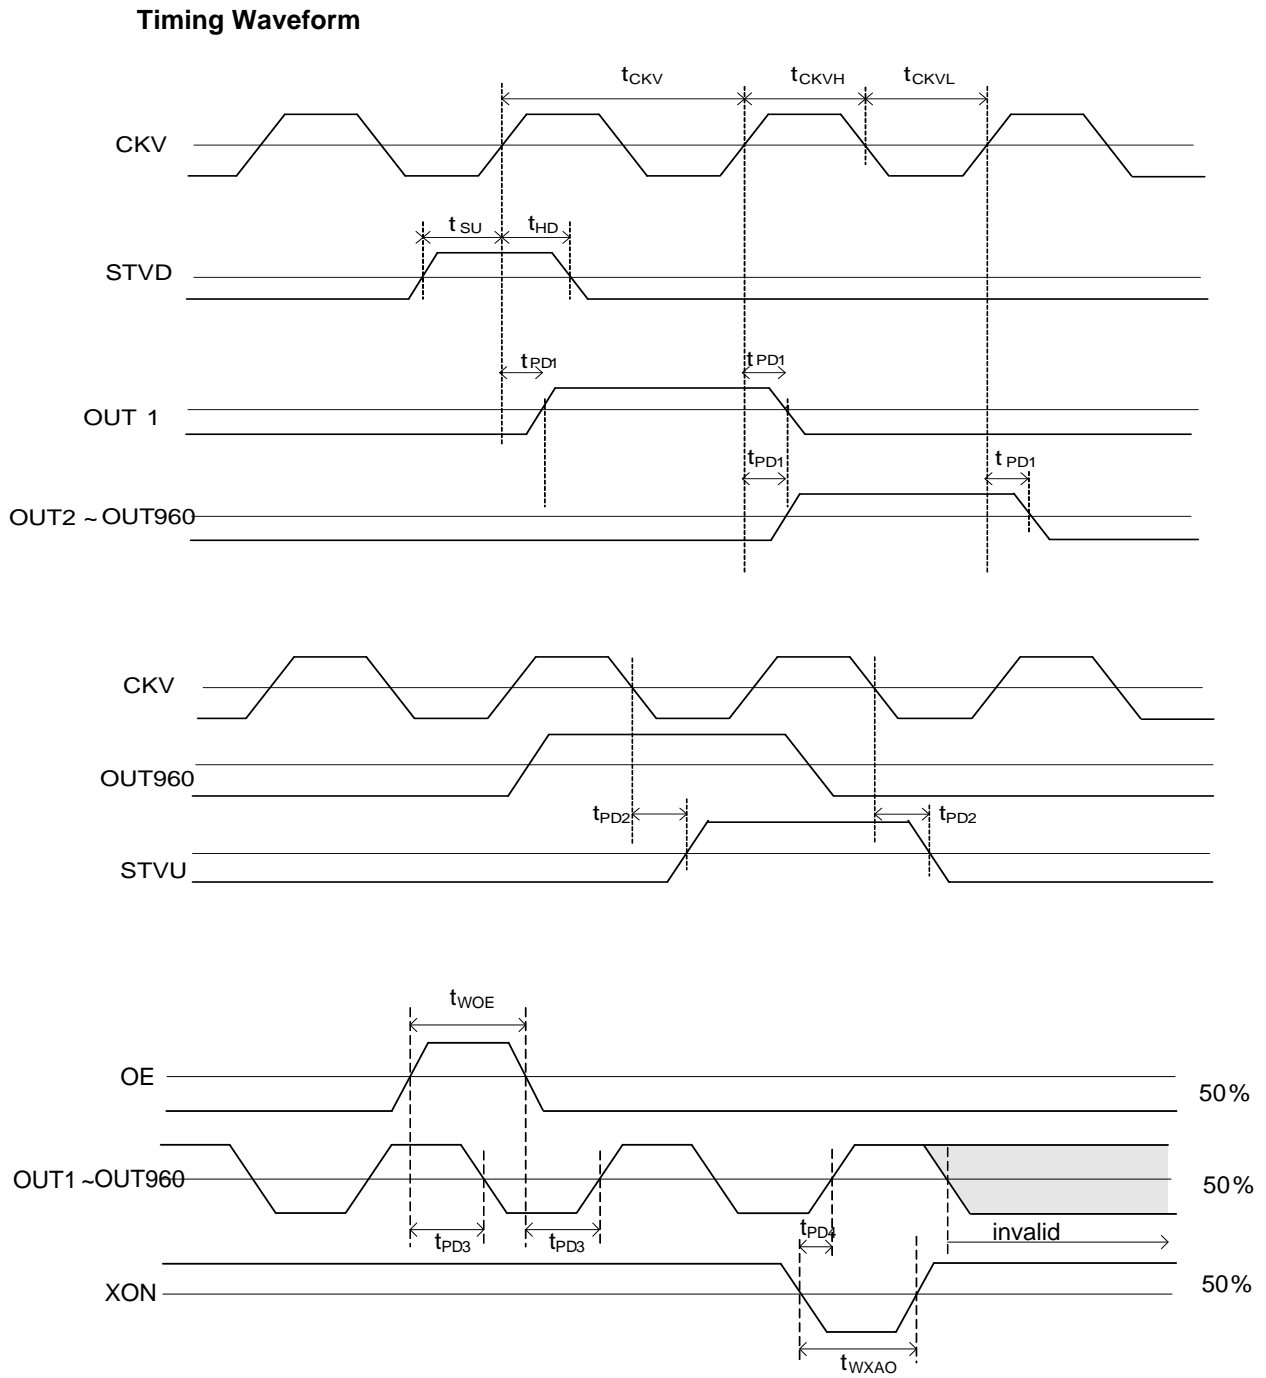 Timing Waveform
tCKV tCKVH tCKVL
CKV
tSU tHD
STVD
tPD1 tPD1
OUT 1
tPD1 tPD1
OUT2 ~ OUT960
CKV
OUT960
tPD2 tPD2
STVU
tWOE
OE 50%
OUT1 ~OUT960 50%
tPD3 tPD3 tPD4 invalid
XON 50%
tWXAO